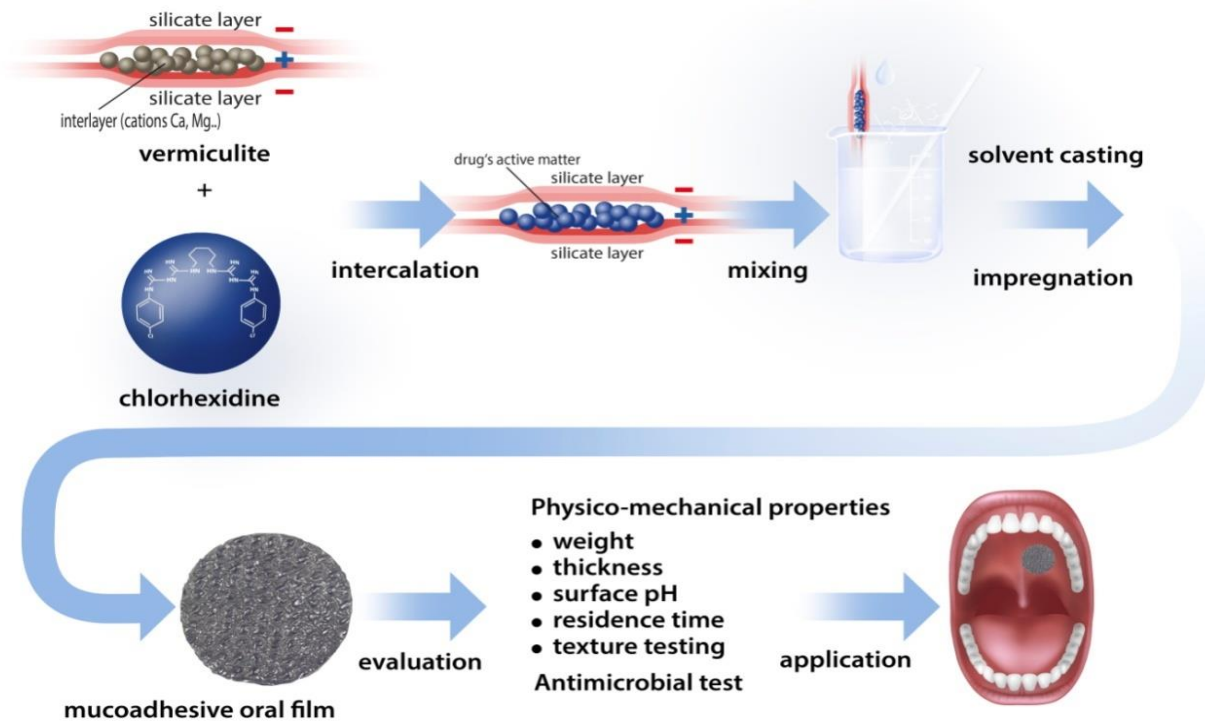 silicate layer
−
+
silicate layer
−
interlayer (cations Ca, Mg..)
vermiculite
+
chlorhexidine
intercalation
drug's active matter
silicate layer
−
+
−
silicate layer
mixing
solvent casting
impregnation
mucoadhesive oral film
evaluation
Physico-mechanical properties
• weight
• thickness
• surface pH
• residence time
• texture testing
Antimicrobial test
application